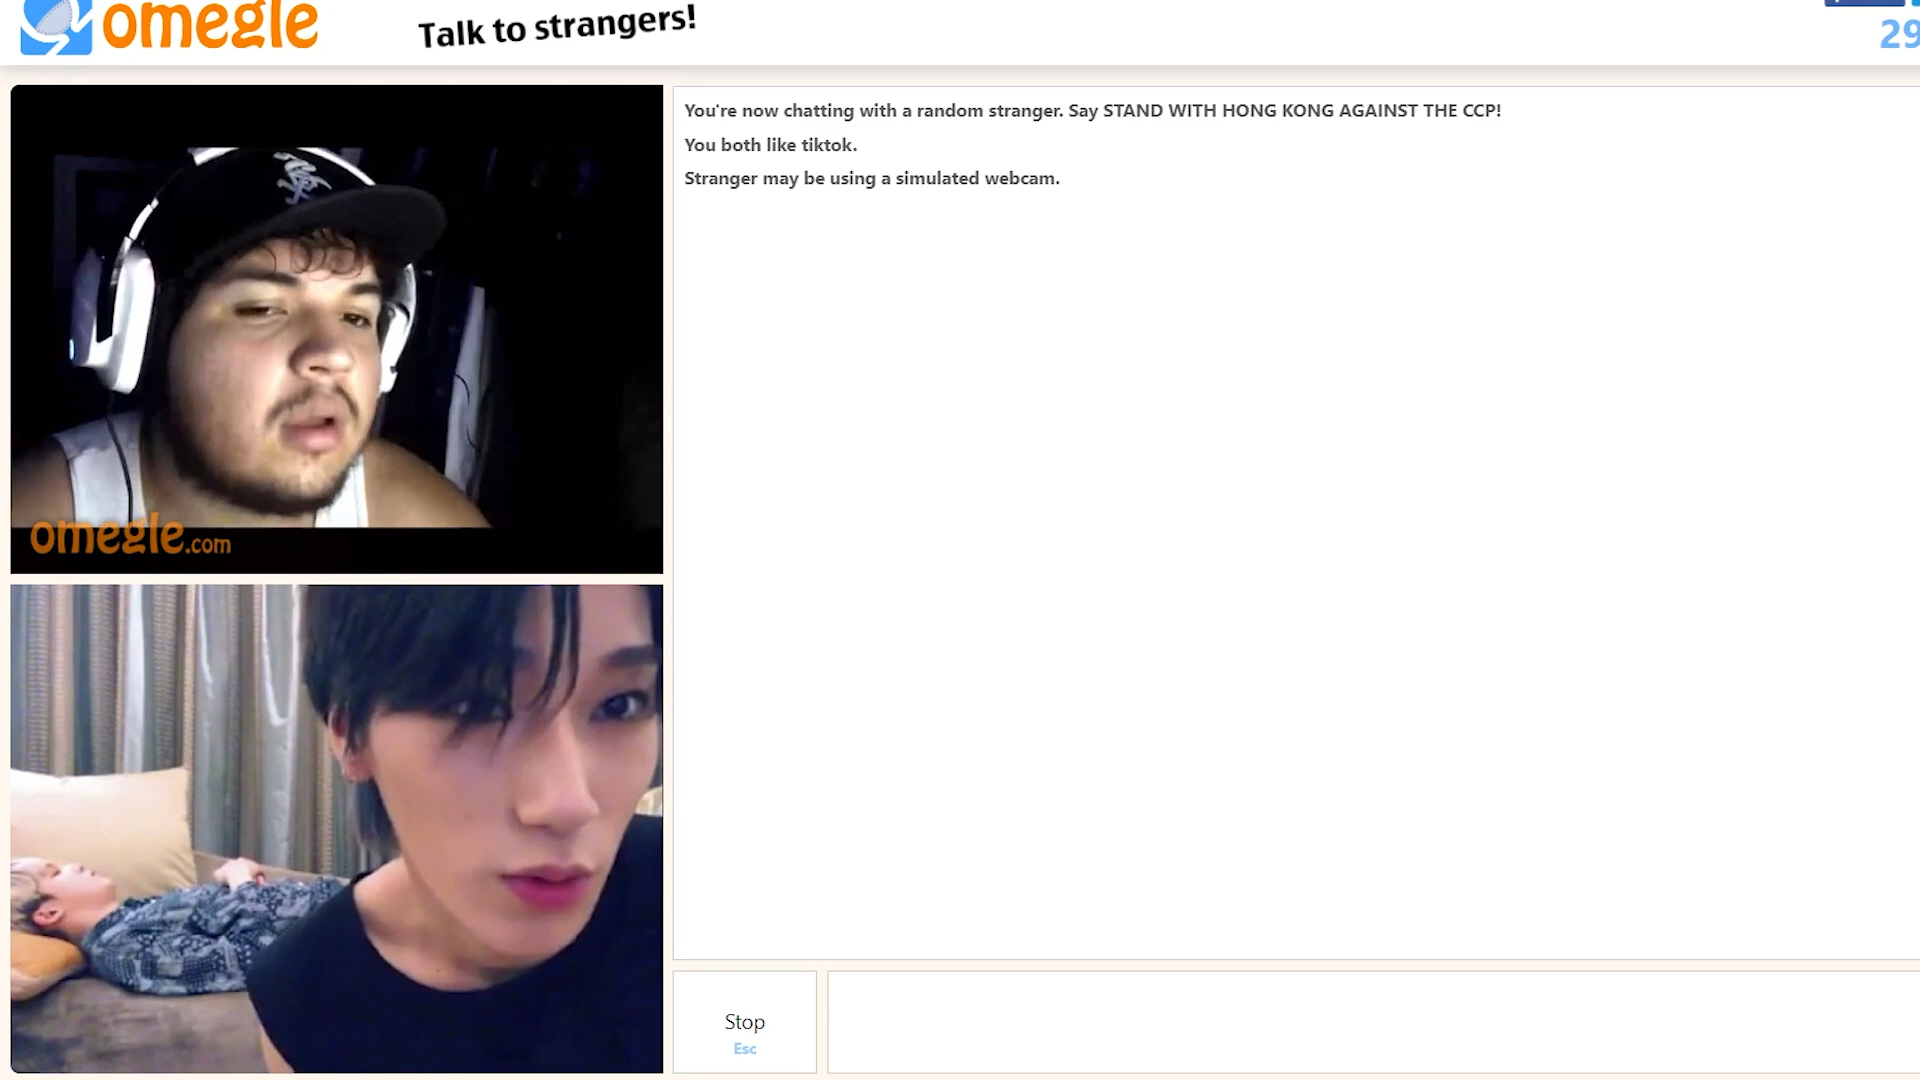 omegle
Talk to strangers!
29
You're now chatting with a random stranger. Say STAND WITH HONG KONG AGAINST THE CCP!
You both like tiktok.
Stranger may be using a simulated webcam.
omegle.com
Stop
Esc